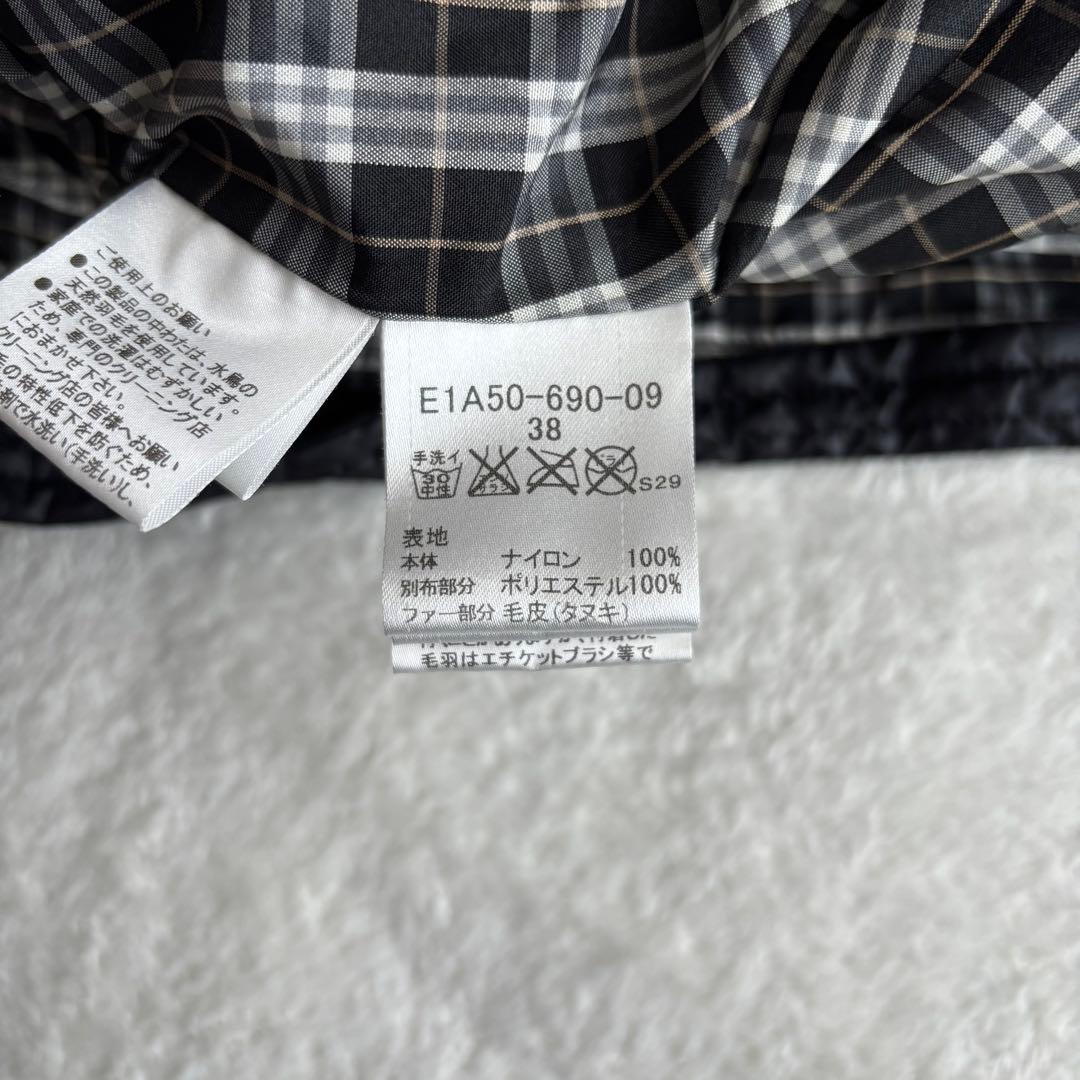 ご使用上のお願い
●この製品の中わたは、水鳥の
天然羽毛を使用しています。
●家庭での洗濯はむずかしい
ため、専門のクリーニング店
におまかせ下さい。
クリーニング店の皆様へお願い
毛の特性低下を防ぐため、
剤で水洗い(手洗い)し、
E1A50-690-09
38
手洗イ
30
中性
S29
表地
本体 ナイロン 100%
別布部分 ポリエステル100%
ファー部分 毛皮(タヌキ)
毛羽はエチケットブラシ等で